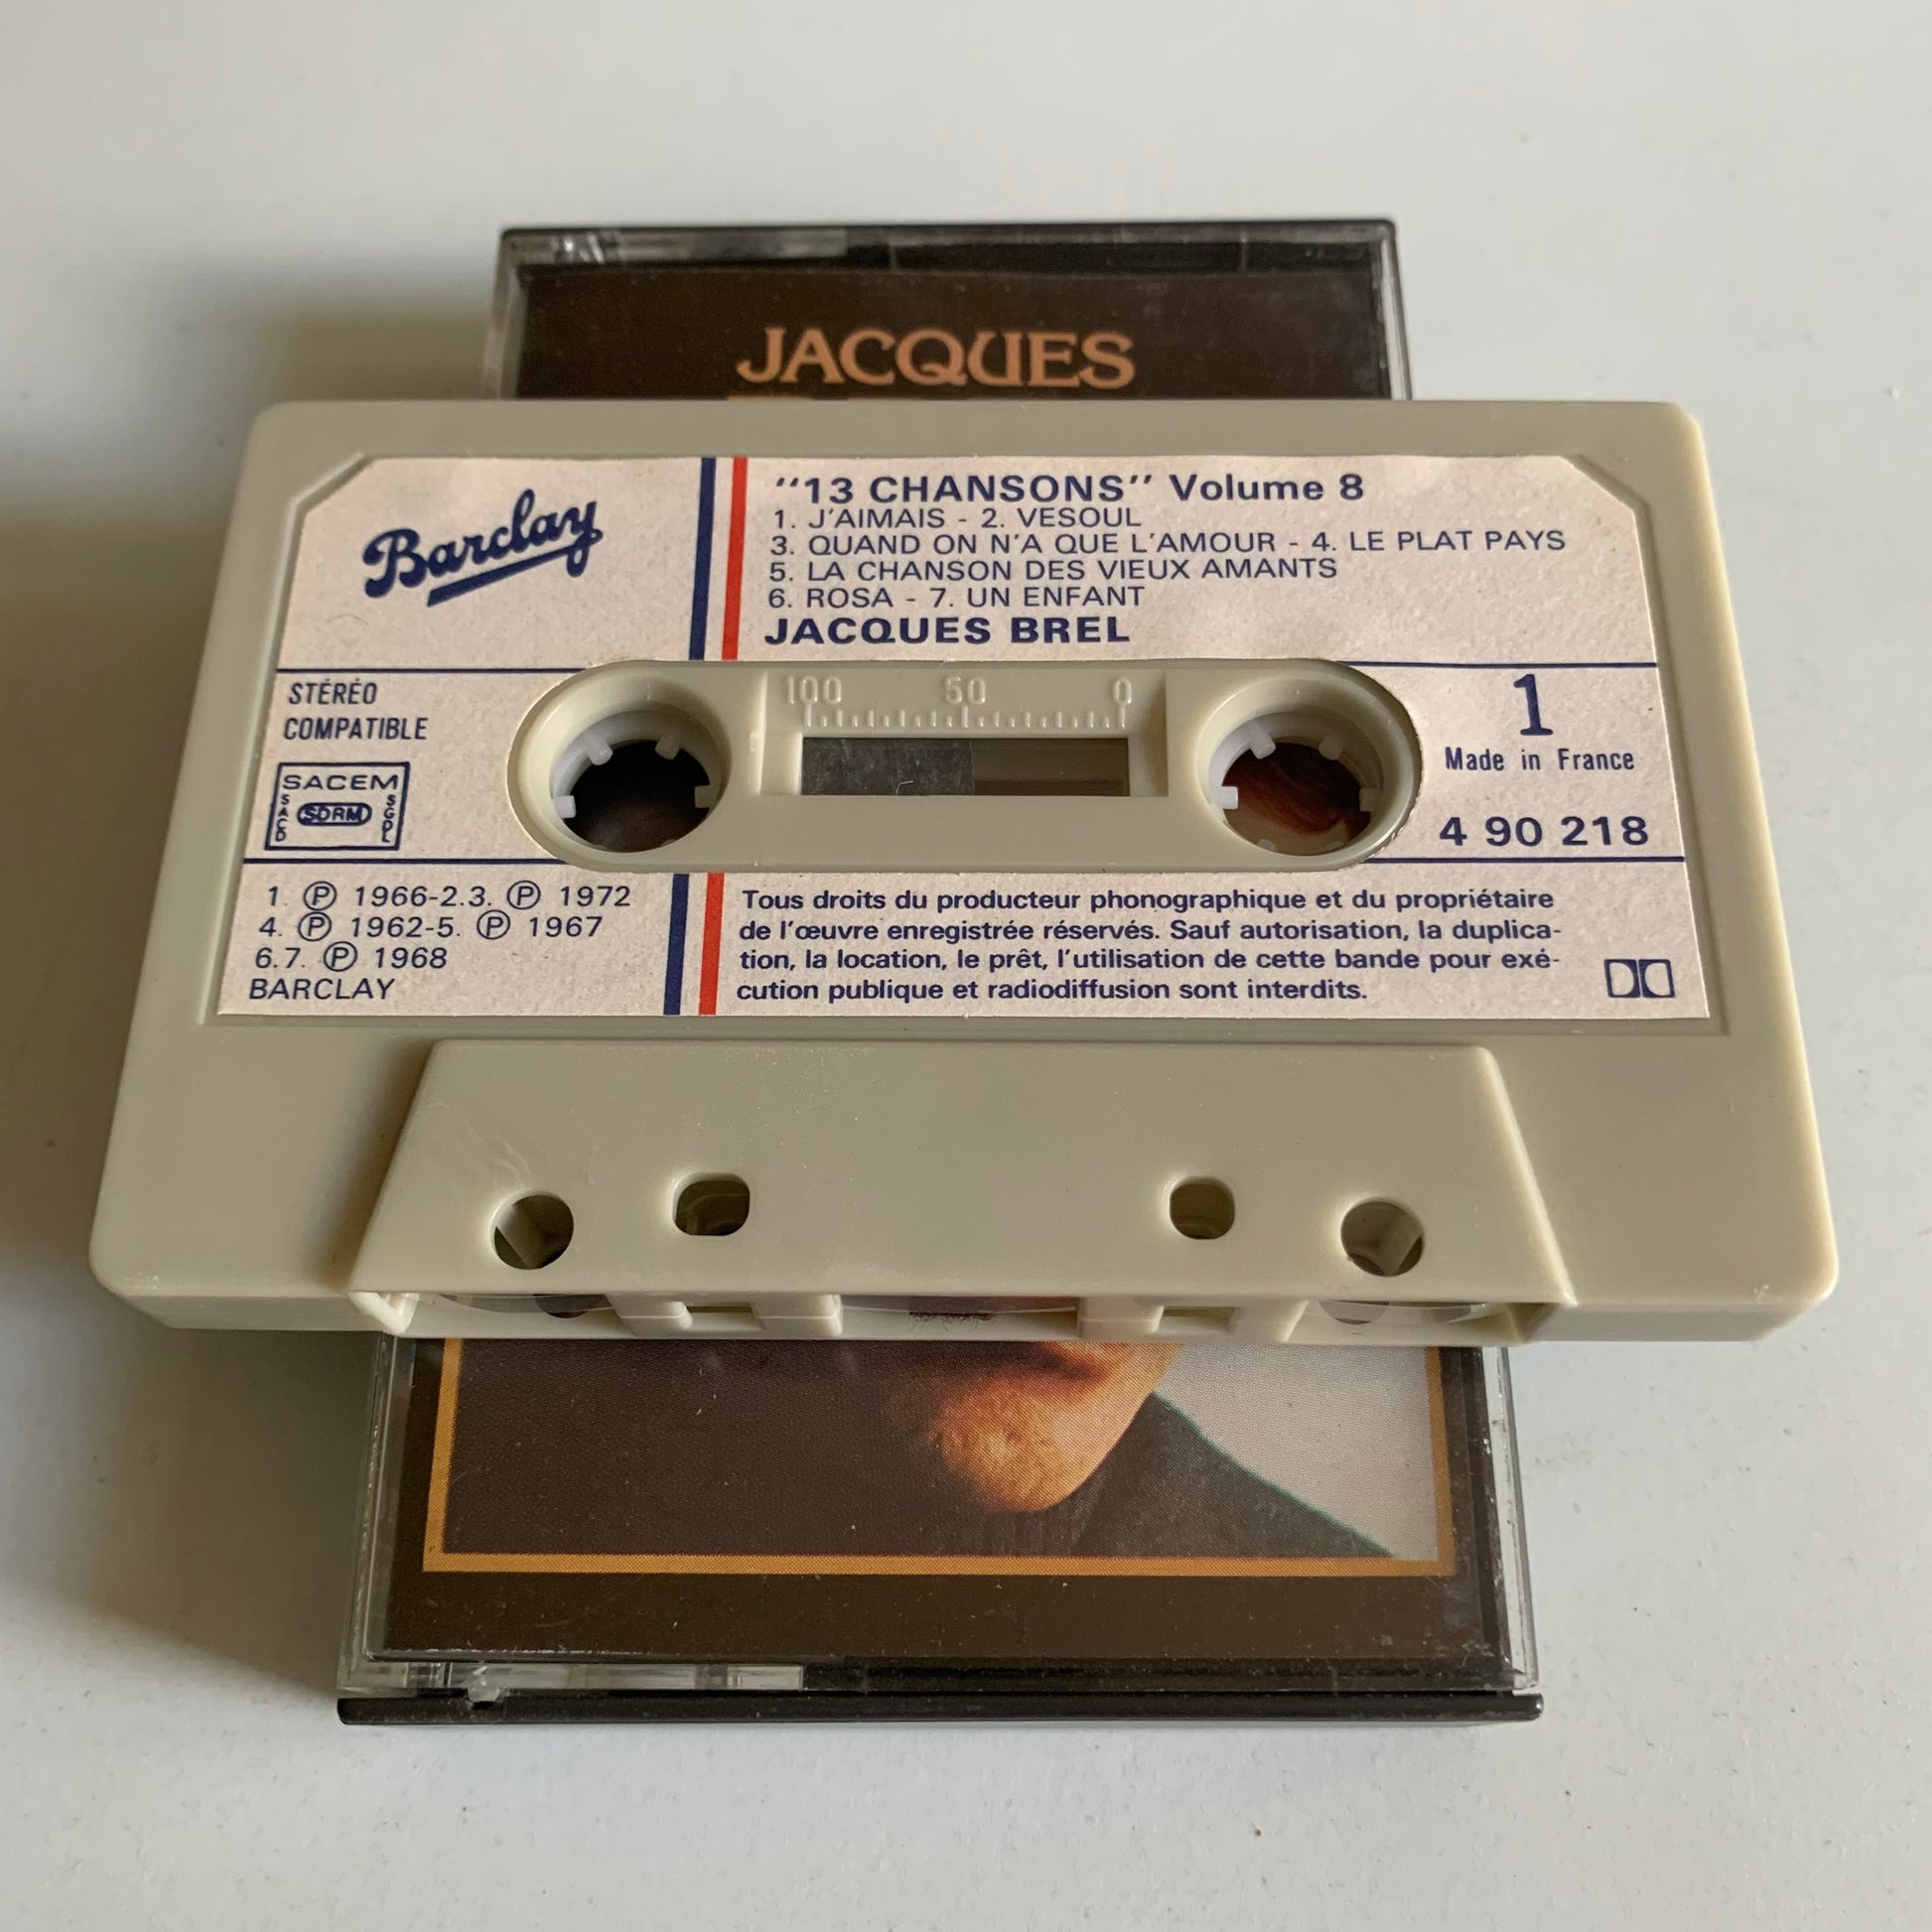 JACQUES
Barclay
"13 CHANSONS" Volume 8
1. J'AIMAIS - 2. VESOUL
3. QUAND ON N'A QUE L'AMOUR - 4. LE PLAT PAYS
5. LA CHANSON DES VIEUX AMANTS
6. ROSA - 7. UN ENFANT
JACQUES BREL
STÉRÉO
COMPATIBLE
SACEM
SACD
SDRM
SGDL
100 50 0
1
Made in France
4 90 218
1. ℗ 1966-2.3. ℗ 1972
4. ℗ 1962-5. ℗ 1967
6.7. ℗ 1968
BARCLAY
Tous droits du producteur phonographique et du propriétaire
de l'œuvre enregistrée réservés. Sauf autorisation, la duplica-
tion, la location, le prêt, l'utilisation de cette bande pour exé-
cution publique et radiodiffusion sont interdits.